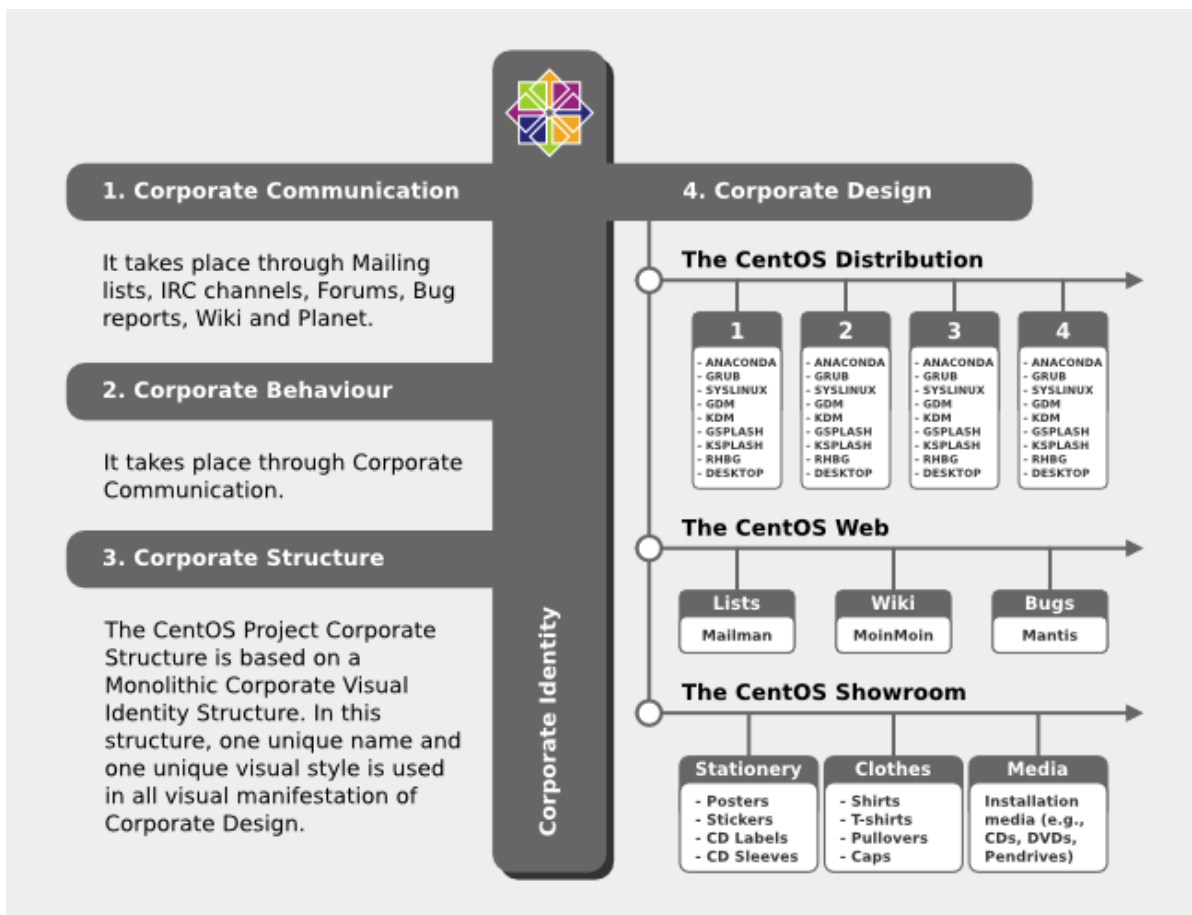 1. Corporate Communication
It takes place through Mailing
lists, IRC channels, Forums, Bug
reports, Wiki and Planet.
2. Corporate Behaviour
It takes place through Corporate
Communication.
3. Corporate Structure
The CentOS Project Corporate
Structure is based on a
Monolithic Corporate Visual
Identity Structure. In this
structure, one unique name and
one unique visual style is used
in all visual manifestation of
Corporate Design.
Corporate Identity
4. Corporate Design
The CentOS Distribution
1
- ANACONDA
- GRUB
- SYSLINUX
- GDM
- KDM
- GSPLASH
- KSPLASH
- RHBG
- DESKTOP
2
- ANACONDA
- GRUB
- SYSLINUX
- GDM
- KDM
- GSPLASH
- KSPLASH
- RHBG
- DESKTOP
3
- ANACONDA
- GRUB
- SYSLINUX
- GDM
- KDM
- GSPLASH
- KSPLASH
- RHBG
- DESKTOP
4
- ANACONDA
- GRUB
- SYSLINUX
- GDM
- KDM
- GSPLASH
- KSPLASH
- RHBG
- DESKTOP
The CentOS Web
Lists
Mailman
Wiki
MoinMoin
Bugs
Mantis
The CentOS Showroom
Stationery
- Posters
- Stickers
- CD Labels
- CD Sleeves
Clothes
- Shirts
- T-shirts
- Pullovers
- Caps
Media
Installation
media (e.g.,
CDs, DVDs,
Pendrives)